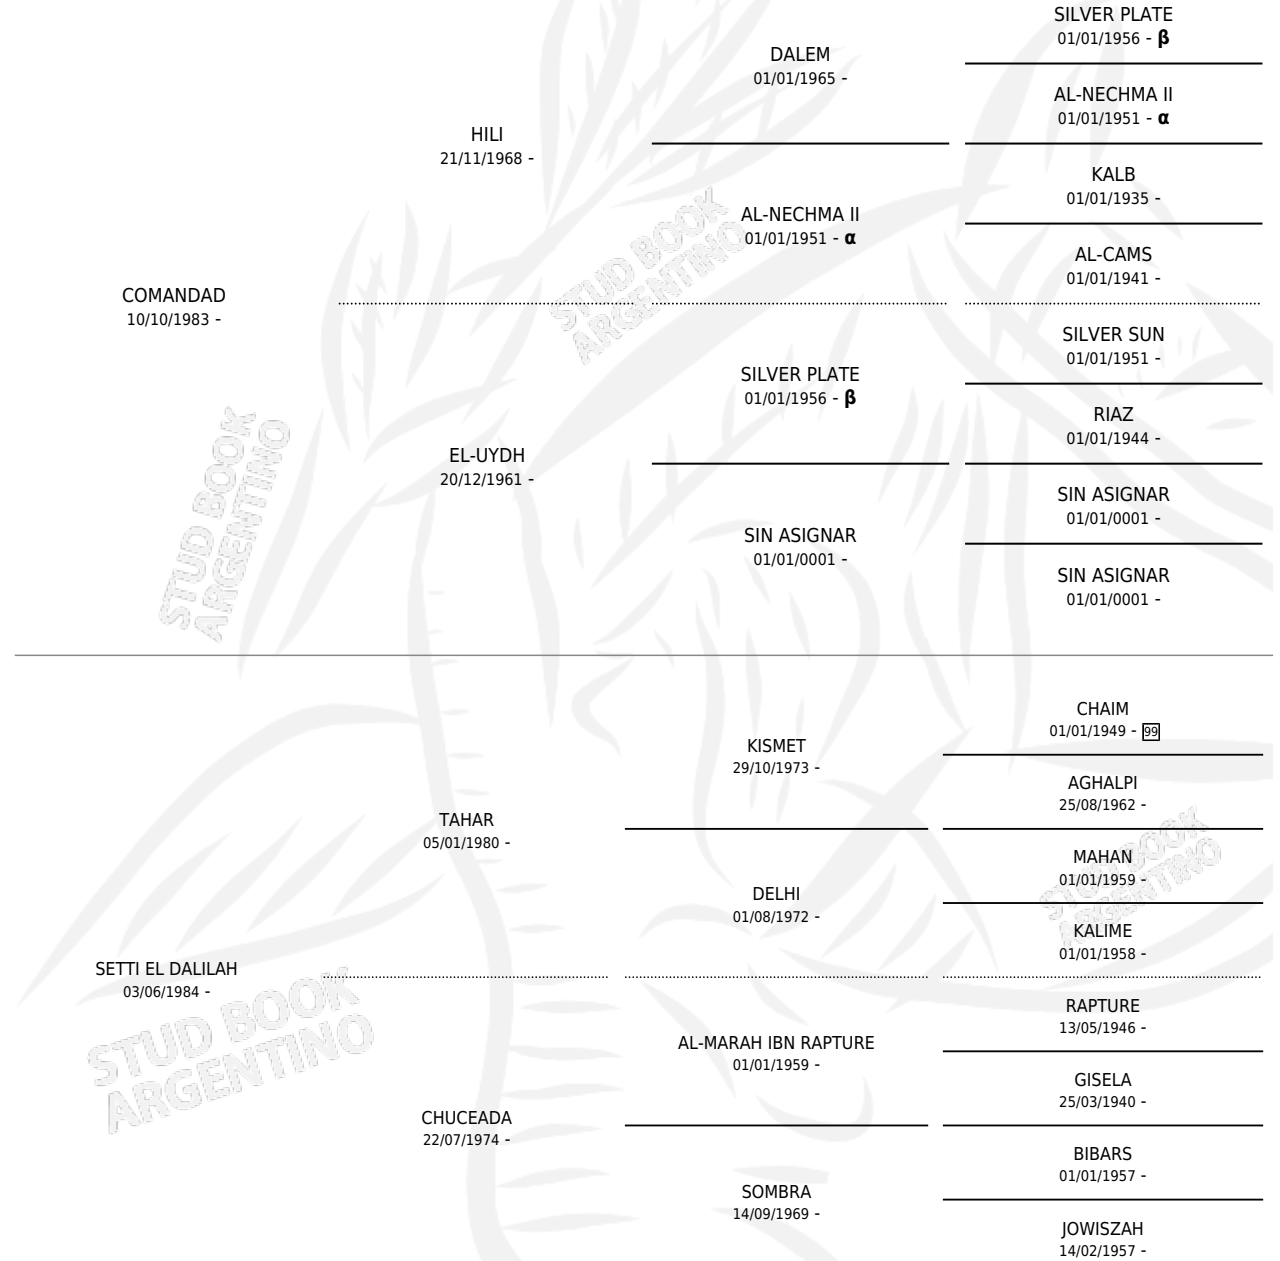 SILVER PLATE
01/01/1956 - β
DALEM
01/01/1965 -
AL-NECHMA II
01/01/1951 - α
HILI
21/11/1968 -
KALB
01/01/1935 -
AL-NECHMA II
01/01/1951 - α
AL-CAMS
01/01/1941 -
COMANDAD
10/10/1983 -
STUD BOOK
ARGENTINO
SILVER SUN
01/01/1951 -
SILVER PLATE
01/01/1956 - β
RIAZ
01/01/1944 -
EL-UYDH
20/12/1961 -
STUD BOOK
ARGENTINO
SIN ASIGNAR
01/01/0001 -
SIN ASIGNAR
01/01/0001 -
SIN ASIGNAR
01/01/0001 -
CHAIM
01/01/1949 - 99
KISMET
29/10/1973 -
AGHALPI
25/08/1962 -
TAHAR
05/01/1980 -
MAHAN
01/01/1959 -
STUD BOOK
ARGENTINO
DELHI
01/08/1972 -
KALIME
01/01/1958 -
SETTI EL DALILAH
03/06/1984 -
STUD BOOK
ARGENTINO
RAPTURE
13/05/1946 -
AL-MARAH IBN RAPTURE
01/01/1959 -
GISELA
25/03/1940 -
CHUCEADA
22/07/1974 -
BIBARS
01/01/1957 -
SOMBRA
14/09/1969 -
JOWISZAH
14/02/1957 -